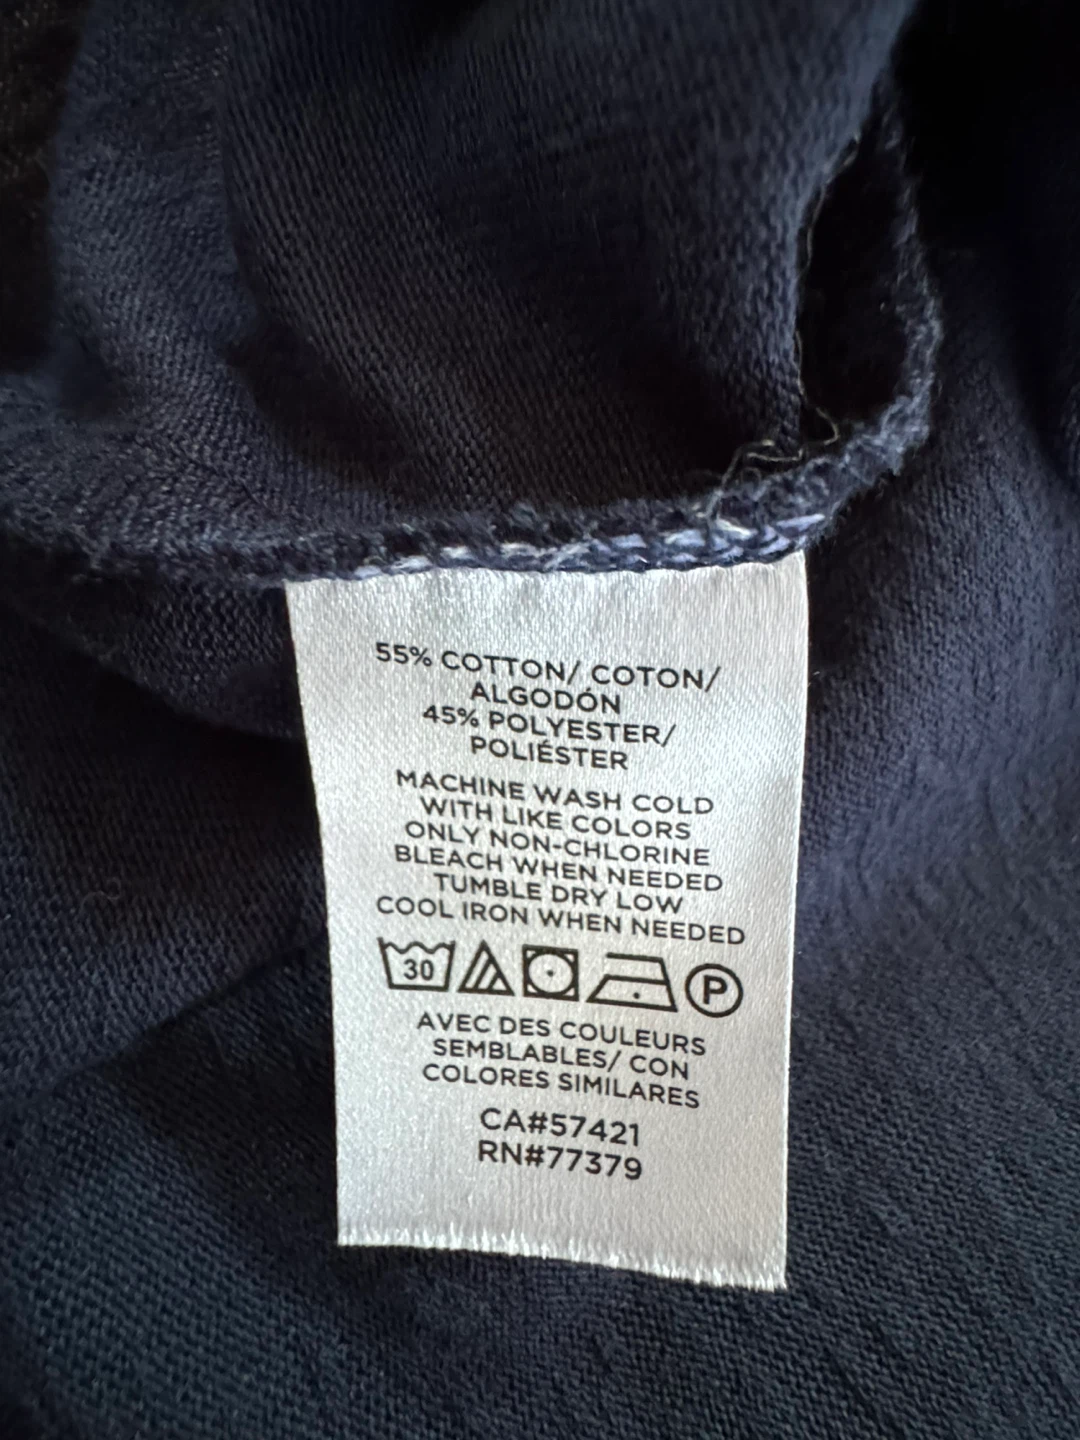 55% COTTON/ COTON/
ALGODÓN
45% POLYESTER/
POLIÉSTER
MACHINE WASH COLD
WITH LIKE COLORS
ONLY NON-CHLORINE
BLEACH WHEN NEEDED
TUMBLE DRY LOW
COOL IRON WHEN NEEDED
30 P
AVEC DES COULEURS
SEMBLABLES/ CON
COLORES SIMILARES
CA#57421
RN#77379